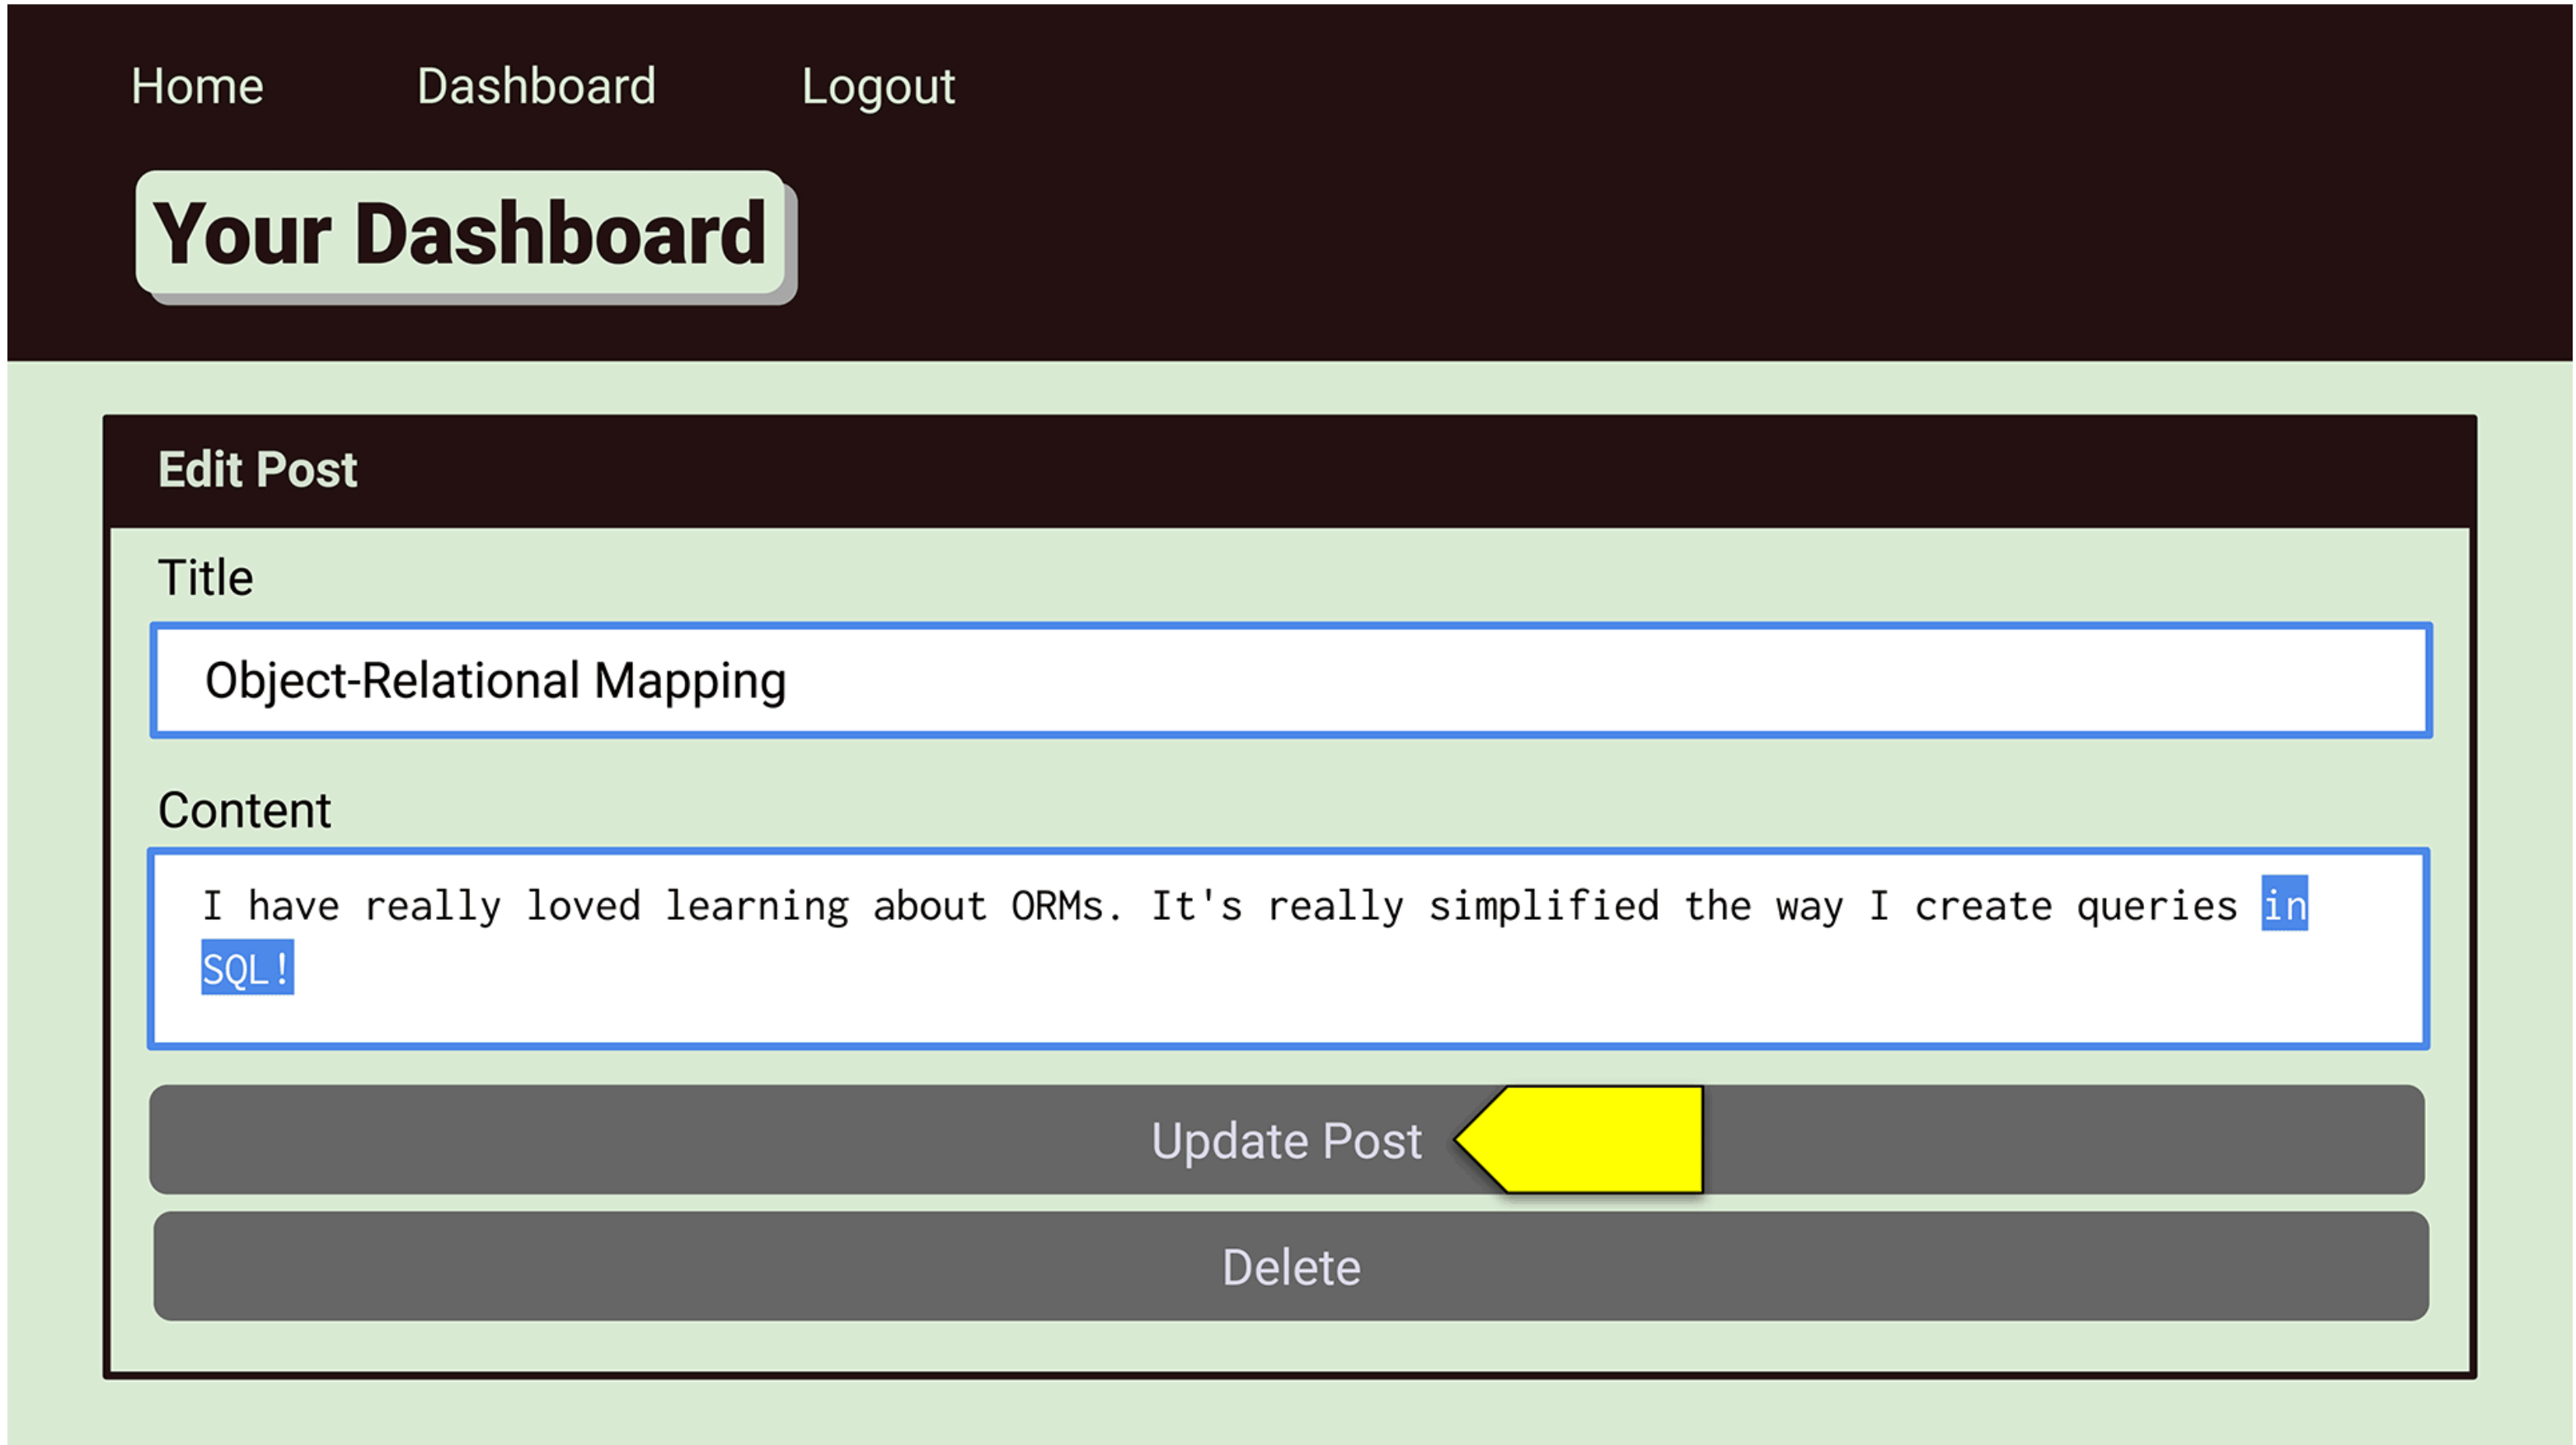 Home Dashboard Logout
Your Dashboard
Edit Post
Title
Object-Relational Mapping
Content
I have really loved learning about ORMs. It's really simplified the way I create queries in
SQL!
Update Post
Delete